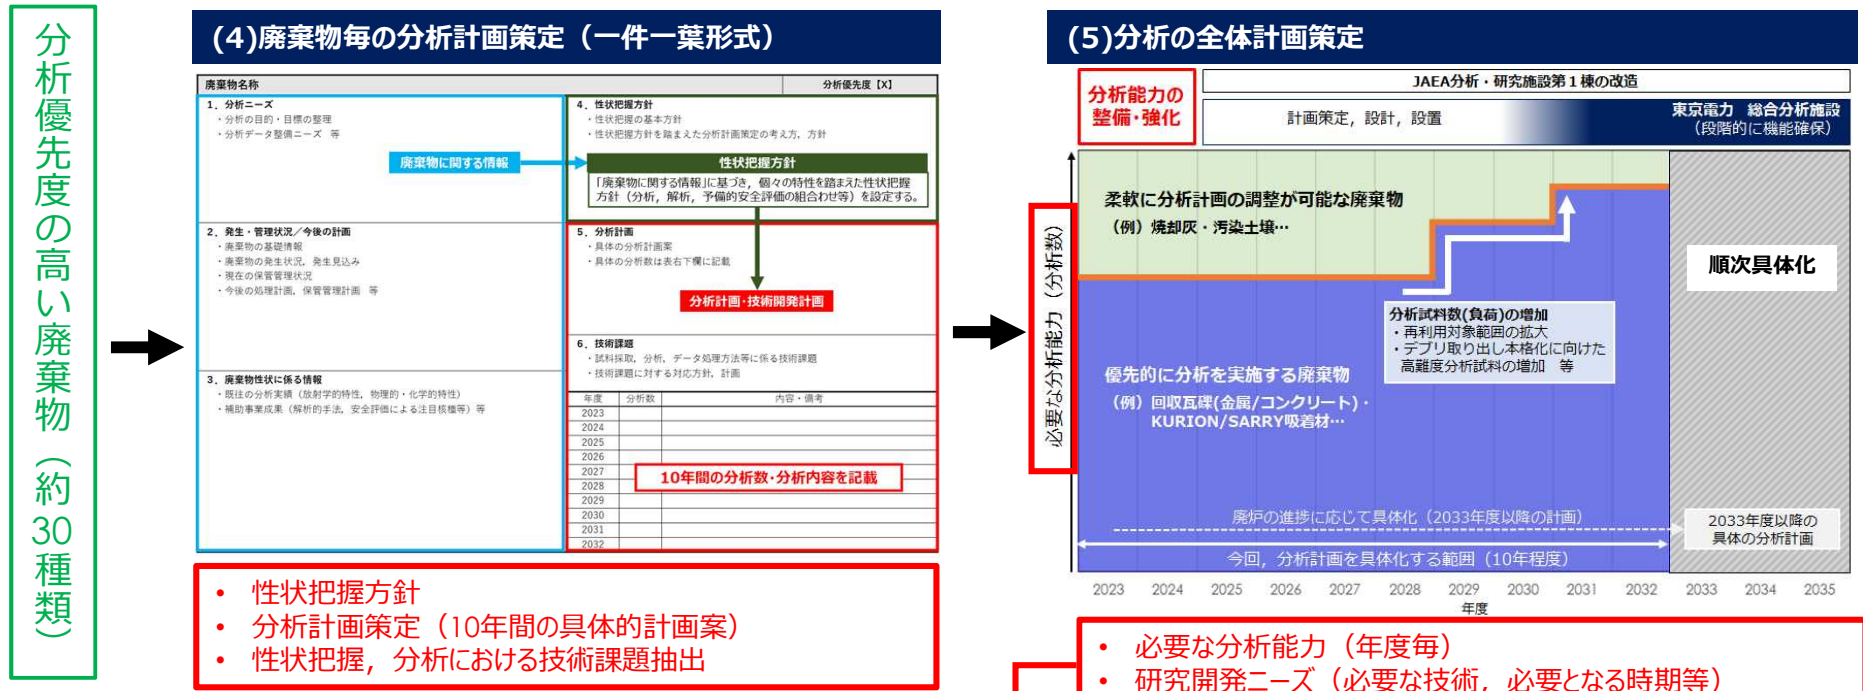 分析優先度の高い廃棄物（約30種類）
(4)廃棄物毎の分析計画策定（一件一葉形式）
廃棄物名称
分析優先度【X】
1．分析ニーズ
・分析の目的・目標の整理
・分析データ整備ニーズ 等
廃棄物に関する情報
2．発生・管理状況／今後の計画
・廃棄物の基礎情報
・廃棄物の発生状況，発生見込み
・現在の保管管理状況
・今後の処理計画，保管管理計画 等
3．廃棄物性状に係る情報
・既往の分析実績（放射学的特性，物理的・化学的特性）
・補助事業成果（解析的手法，安全評価による注目核種等）等
4．性状把握方針
・性状把握の基本方針
・性状把握方針を踏まえた分析計画策定の考え方，方針
性状把握方針
「廃棄物に関する情報」に基づき，個々の特性を踏まえた性状把握
方針（分析，解析，予備的安全評価の組合わせ等）を設定する。
5．分析計画
・具体の分析計画案
・具体の分析数は表右下欄に記載
分析計画・技術開発計画
6．技術課題
・試料採取，分析，データ処理方法等に係る技術課題
・技術課題に対する対応方針，計画
年度 分析数 内容・備考
2023
2024
2025
2026
2027
2028
2029
2030
2031
2032
10年間の分析数・分析内容を記載
• 性状把握方針
• 分析計画策定（10年間の具体的計画案）
• 性状把握，分析における技術課題抽出
(5)分析の全体計画策定
分析能力の
整備・強化
JAEA分析・研究施設第１棟の改造
計画策定，設計，設置
東京電力 総合分析施設
（段階的に機能確保）
必要な分析能力（分析数）
柔軟に分析計画の調整が可能な廃棄物
（例）焼却灰・汚染土壌…
分析試料数(負荷)の増加
・再利用対象範囲の拡大
・デブリ取り出し本格化に向けた
高難度分析試料の増加 等
優先的に分析を実施する廃棄物
（例）回収瓦礫(金属/コンクリート)・
KURION/SARRY吸着材…
順次具体化
廃炉の進捗に応じて具体化（2033年度以降の計画）
2033年度以降の
具体の分析計画
今回，分析計画を具体化する範囲（10年程度）
2023 2024 2025 2026 2027 2028 2029 2030 2031 2032 2033 2034 2035
年度
• 必要な分析能力（年度毎）
• 研究開発ニーズ（必要な技術，必要となる時期等）